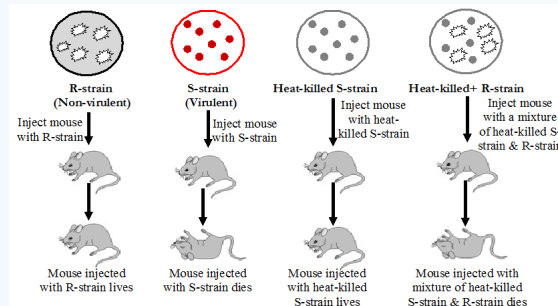 R-strain
(Non-virulent)
S-strain
(Virulent)
Heat-killed S-strain
Heat-killed+ R-strain
Inject mouse
with R-strain
Inject mouse
with S-strain
Inject mouse
with heat-
killed S-strain
Inject mouse
with a mixture
of heat-killed S-
strain & R-strain
Mouse injected
with R-strain lives
Mouse injected
with S-strain dies
Mouse injected
with heat-killed
S-strain lives
Mouse injected with
mixture of heatkilled
S-strain & R-strain dies